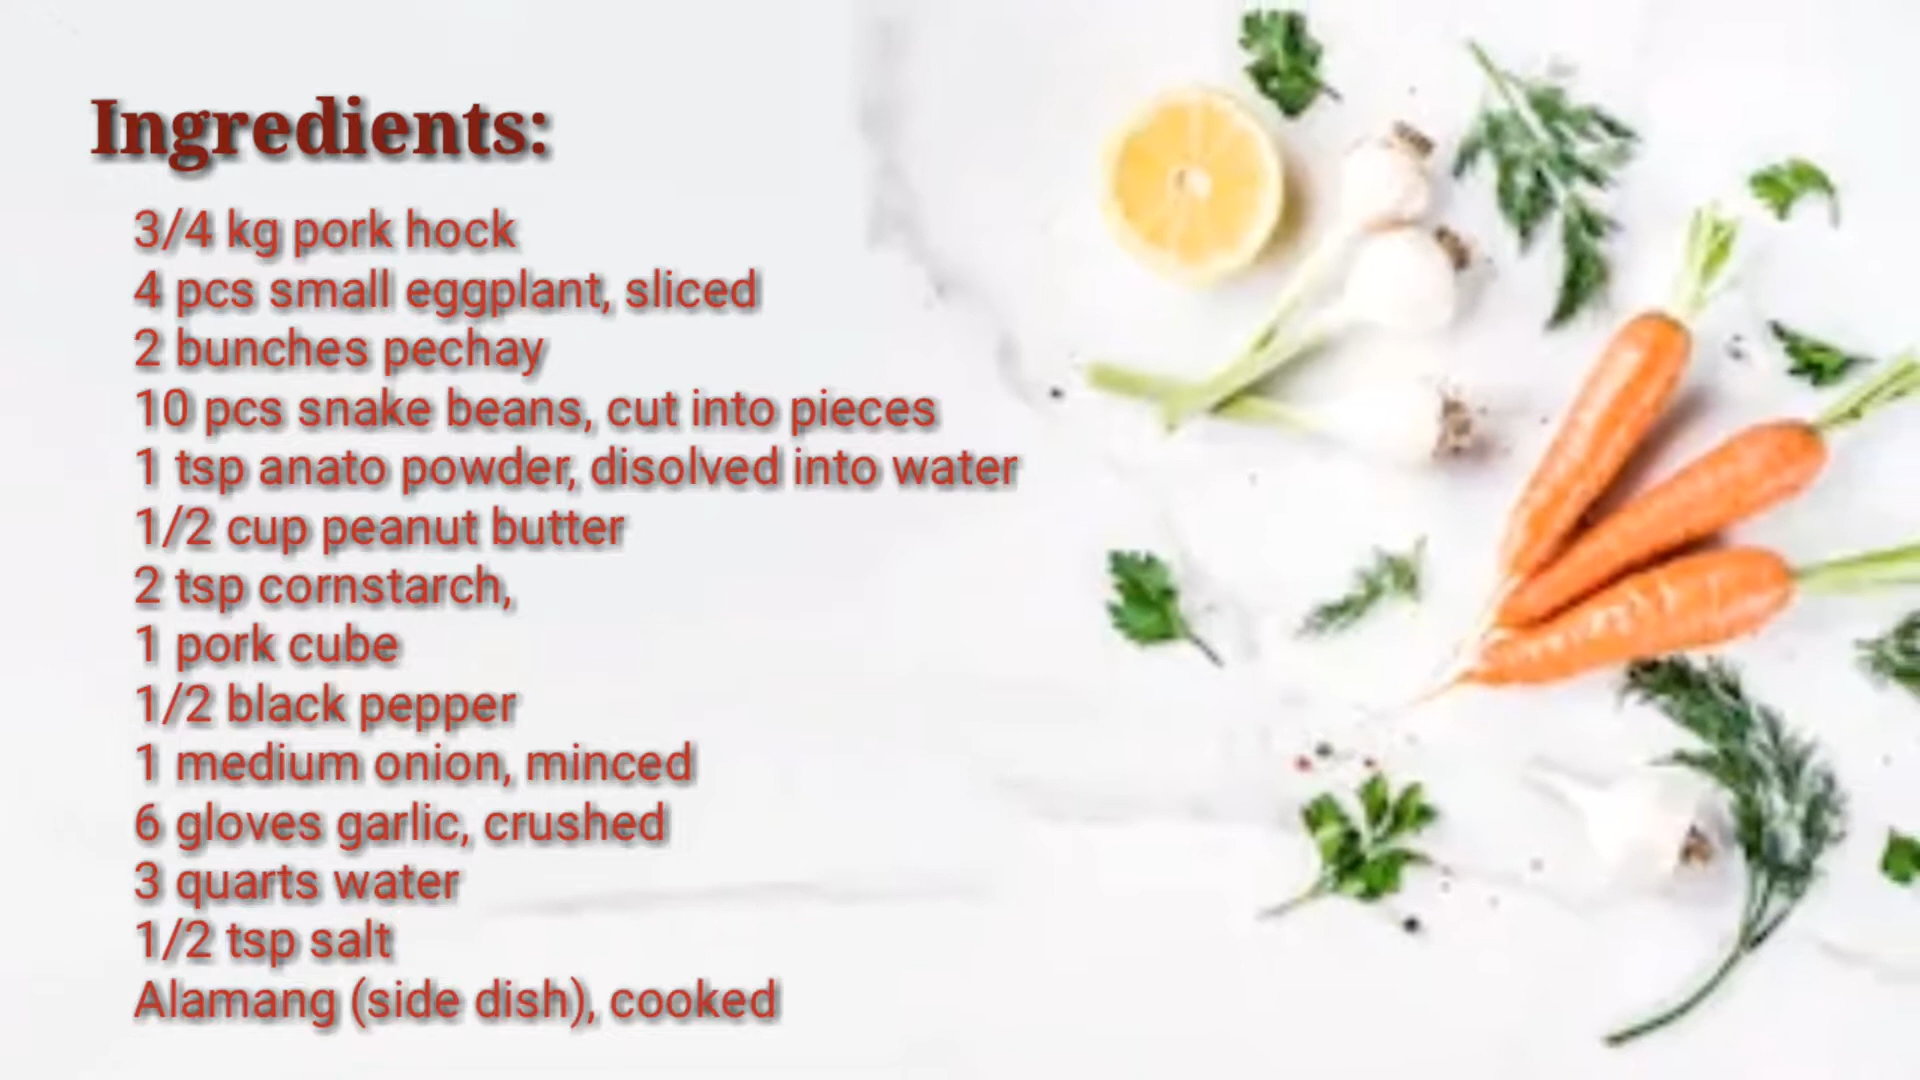 Ingredients:
3/4 kg pork hock
4 pcs small eggplant, sliced
2 bunches pechay
10 pcs snake beans, cut into pieces
1 tsp anato powder, disolved into water
1/2 cup peanut butter
2 tsp cornstarch,
1 pork cube
1/2 black pepper
1 medium onion, minced
6 gloves garlic, crushed
3 quarts water
1/2 tsp salt
Alamang (side dish), cooked